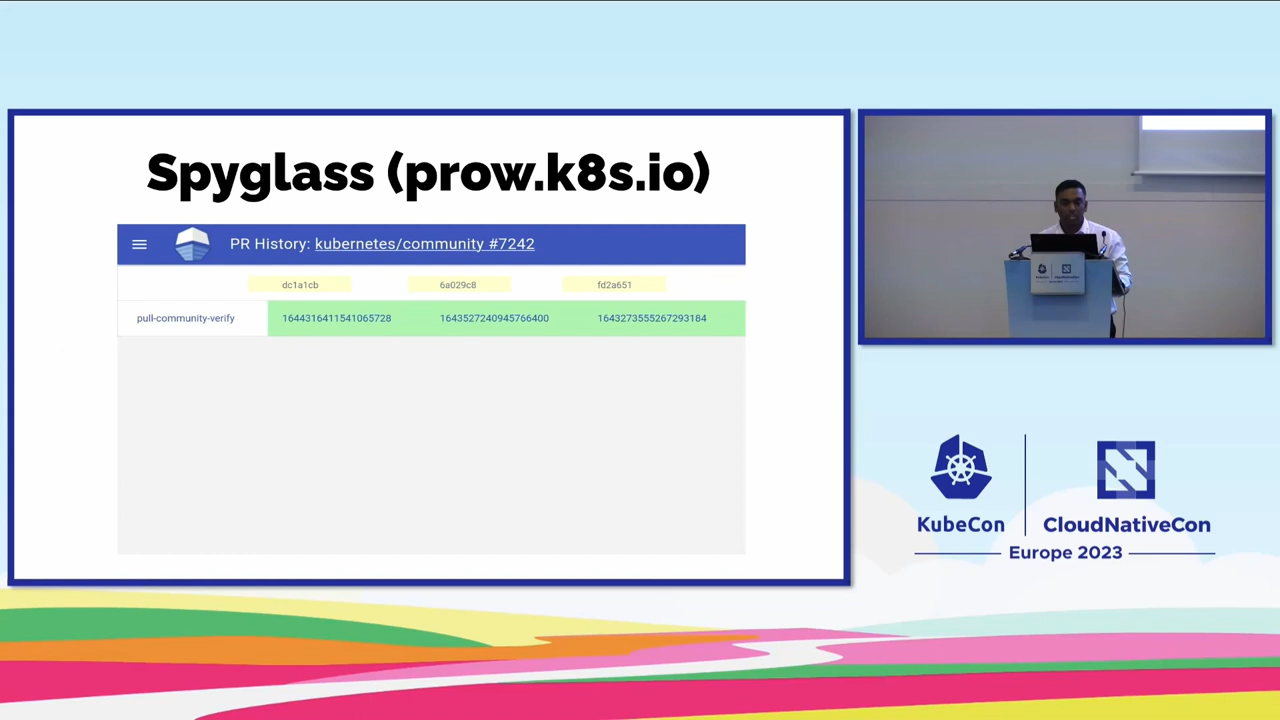 Spyglass (prow.k8s.io)
PR History: kubernetes/community #7242
dc1a1cb 6a029c8 fd2a651
pull-community-verify 1644316411541065728 1643527240945766400 1643273555267293184
KubeCon CloudNativeCon
Europe 2023